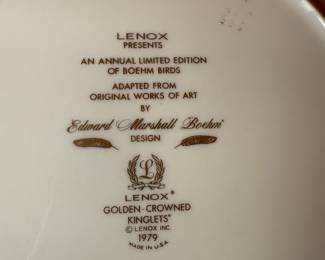 LENOX
PRESENTS
AN ANNUAL LIMITED EDITION
OF BOEHM BIRDS
ADAPTED FROM
ORIGINAL WORKS OF ART
BY
Edward Marshall Boehm
DESIGN
L
LENOX®
GOLDEN-CROWNED
KINGLETS®
© LENOX INC.
1979
MADE IN U.S.A.